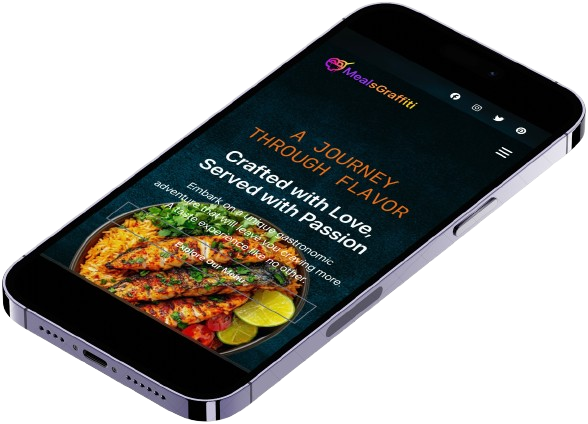 MealsGraffiti
A JOURNEY
THROUGH FLAVOR
Crafted with Love,
Served with Passion
Embark on a unique gastronomic
adventure that will leave you craving more.
A taste experience like no other.
Explore Our Menu